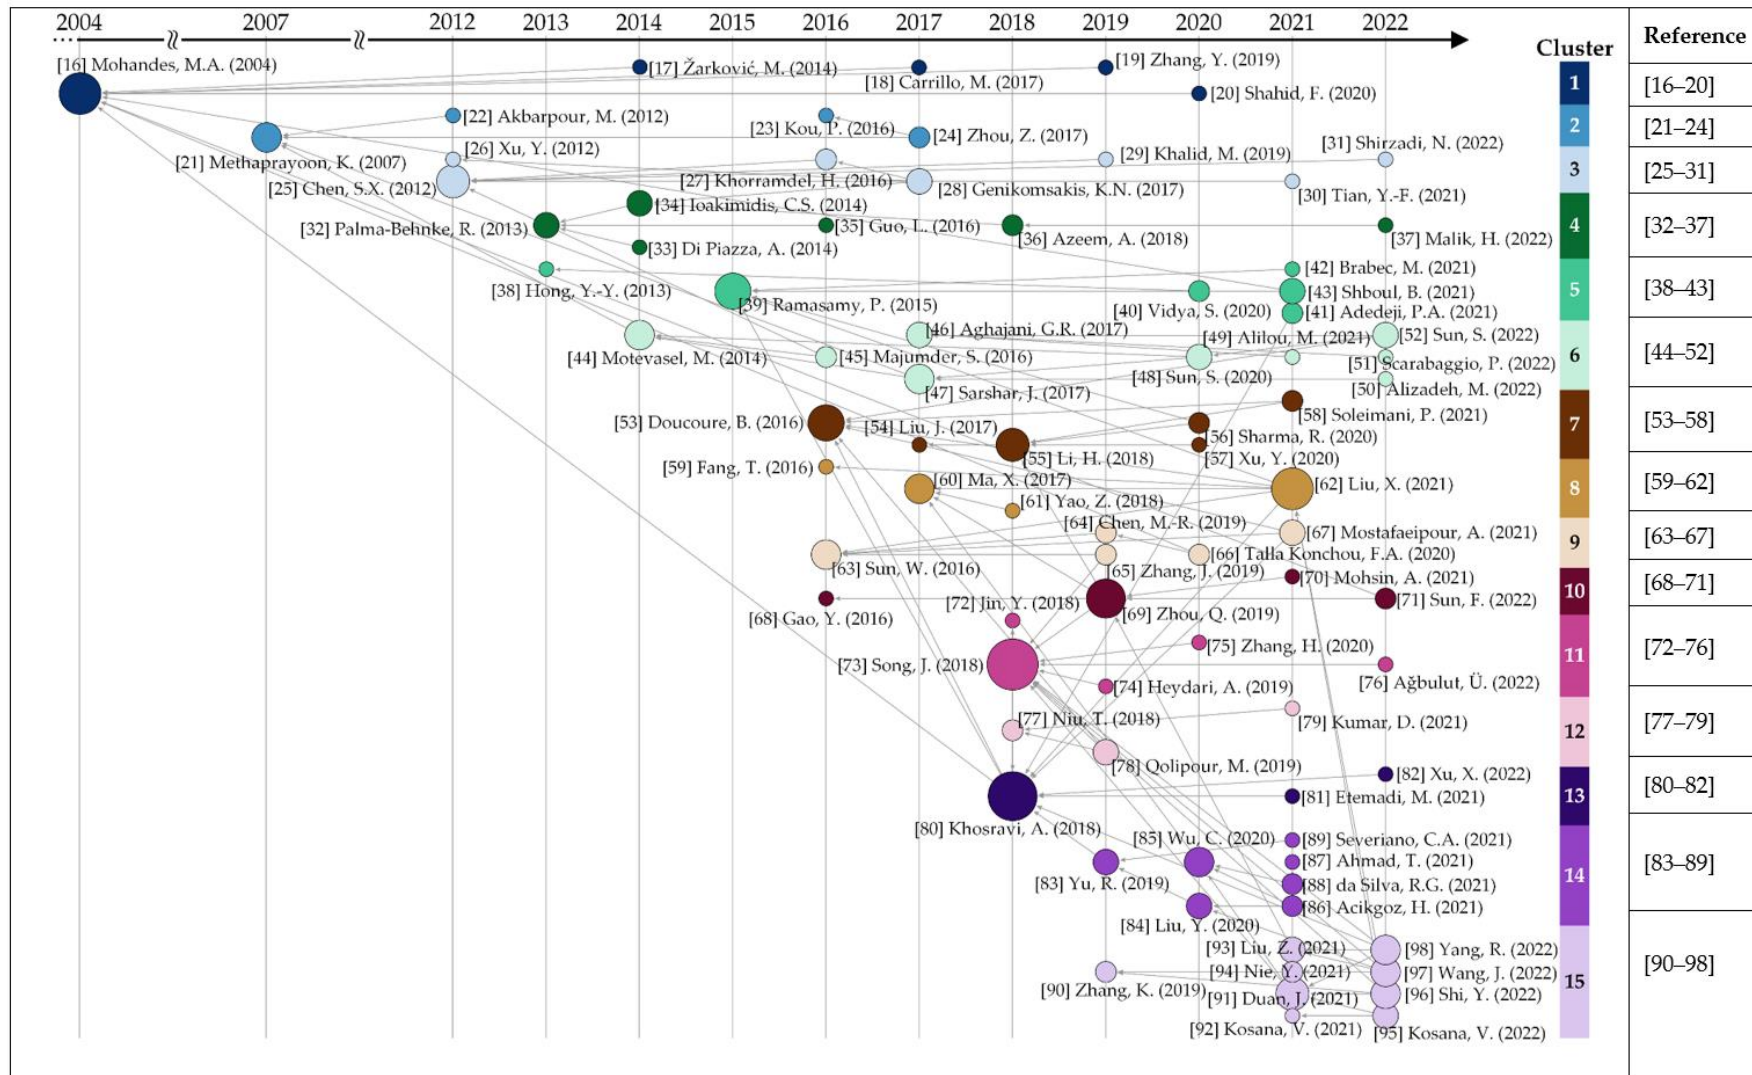 2004 2007 2012 2013 2014 2015 2016 2017 2018 2019 2020 2021 2022
Cluster
Reference
[16] Mohandes, M.A. (2004)
[17] Žarković, M. (2014)
[18] Carrillo, M. (2017)
[19] Zhang, Y. (2019)
[20] Shahid, F. (2020)
1
[16–20]
[21] Methaprayoon, K. (2007)
[22] Akbarpour, M. (2012)
[23] Kou, P. (2016)
[24] Zhou, Z. (2017)
2
[21–24]
[25] Chen, S.X. (2012)
[26] Xu, Y. (2012)
[27] Khorramdel, H. (2016)
[28] Genikomsakis, K.N. (2017)
[29] Khalid, M. (2019)
[30] Tian, Y.-F. (2021)
[31] Shirzadi, N. (2022)
3
[25–31]
[32] Palma-Behnke, R. (2013)
[33] Di Piazza, A. (2014)
[34] Ioakimidis, C.S. (2014)
[35] Guo, L. (2016)
[36] Azeem, A. (2018)
[37] Malik, H. (2022)
4
[32–37]
[38] Hong, Y.-Y. (2013)
[39] Ramasamy, P. (2015)
[40] Vidya, S. (2020)
[41] Adedeji, P.A. (2021)
[42] Brabec, M. (2021)
[43] Shboul, B. (2021)
5
[38–43]
[44] Motevasel, M. (2014)
[45] Majumder, S. (2016)
[46] Aghajani, G.R. (2017)
[47] Sarshar, J. (2017)
[48] Sun, S. (2020)
[49] Alilou, M. (2021)
[50] Alizadeh, M. (2022)
[51] Scarabaggio, P. (2022)
[52] Sun, S. (2022)
6
[44–52]
[53] Doucoure, B. (2016)
[54] Liu, J. (2017)
[55] Li, H. (2018)
[56] Sharma, R. (2020)
[57] Xu, Y. (2020)
[58] Soleimani, P. (2021)
7
[53–58]
[59] Fang, T. (2016)
[60] Ma, X. (2017)
[61] Yao, Z. (2018)
[62] Liu, X. (2021)
8
[59–62]
[63] Sun, W. (2016)
[64] Chen, M.-R. (2019)
[65] Zhang, J. (2019)
[66] Talla Konchou, F.A. (2020)
[67] Mostafaeipour, A. (2021)
9
[63–67]
[68] Gao, Y. (2016)
[69] Zhou, Q. (2019)
[70] Mohsin, A. (2021)
[71] Sun, F. (2022)
10
[68–71]
[72] Jin, Y. (2018)
[73] Song, J. (2018)
[74] Heydari, A. (2019)
[75] Zhang, H. (2020)
[76] Ağbulut, Ü. (2022)
11
[72–76]
[77] Niu, T. (2018)
[78] Qolipour, M. (2019)
[79] Kumar, D. (2021)
12
[77–79]
[80] Khosravi, A. (2018)
[81] Etemadi, M. (2021)
[82] Xu, X. (2022)
13
[80–82]
[83] Yu, R. (2019)
[84] Liu, Y. (2020)
[85] Wu, C. (2020)
[86] Acikgoz, H. (2021)
[87] Ahmad, T. (2021)
[88] da Silva, R.G. (2021)
[89] Severiano, C.A. (2021)
14
[83–89]
[90] Zhang, K. (2019)
[91] Duan, J. (2021)
[92] Kosana, V. (2021)
[93] Liu, Z. (2021)
[94] Nie, Y. (2021)
[95] Kosana, V. (2022)
[96] Shi, Y. (2022)
[97] Wang, J. (2022)
[98] Yang, R. (2022)
15
[90–98]